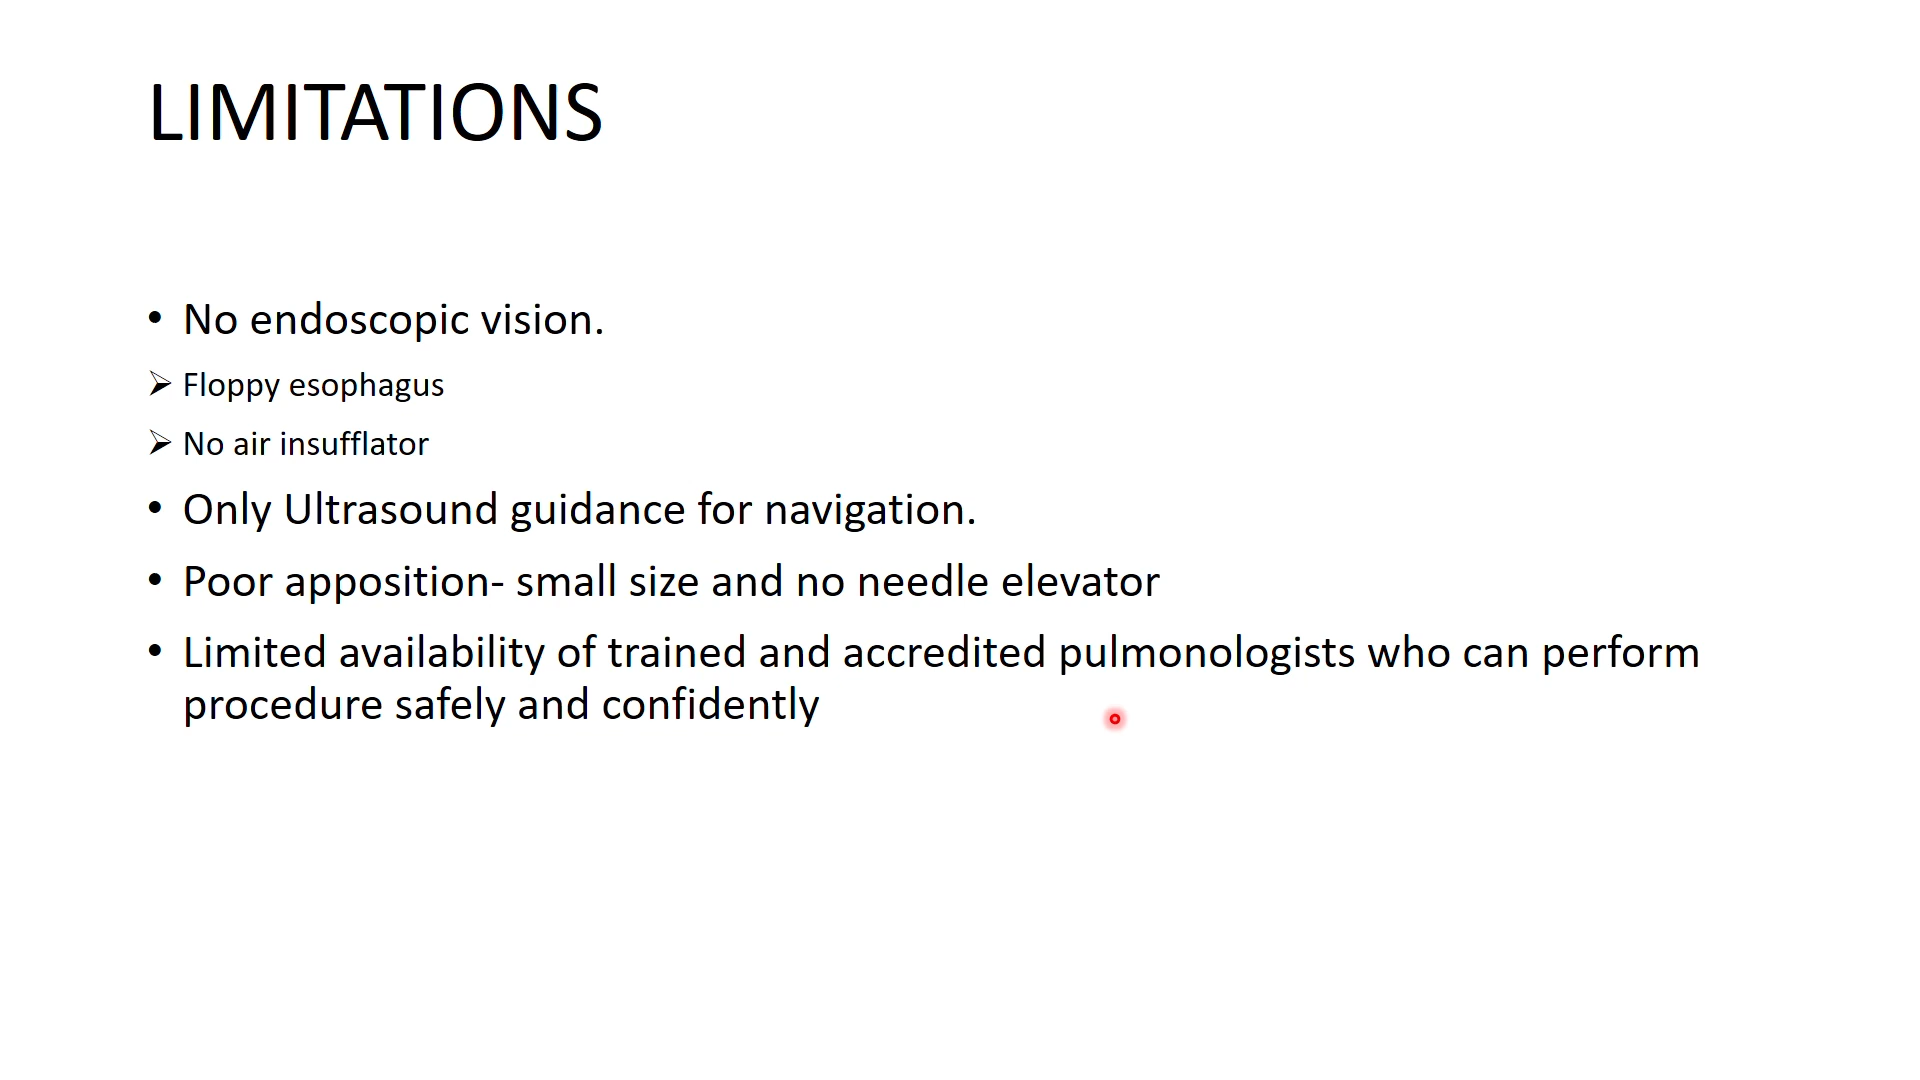 LIMITATIONS
• No endoscopic vision.
➢ Floppy esophagus
➢ No air insufflator
• Only Ultrasound guidance for navigation.
• Poor apposition- small size and no needle elevator
• Limited availability of trained and accredited pulmonologists who can perform
procedure safely and confidently